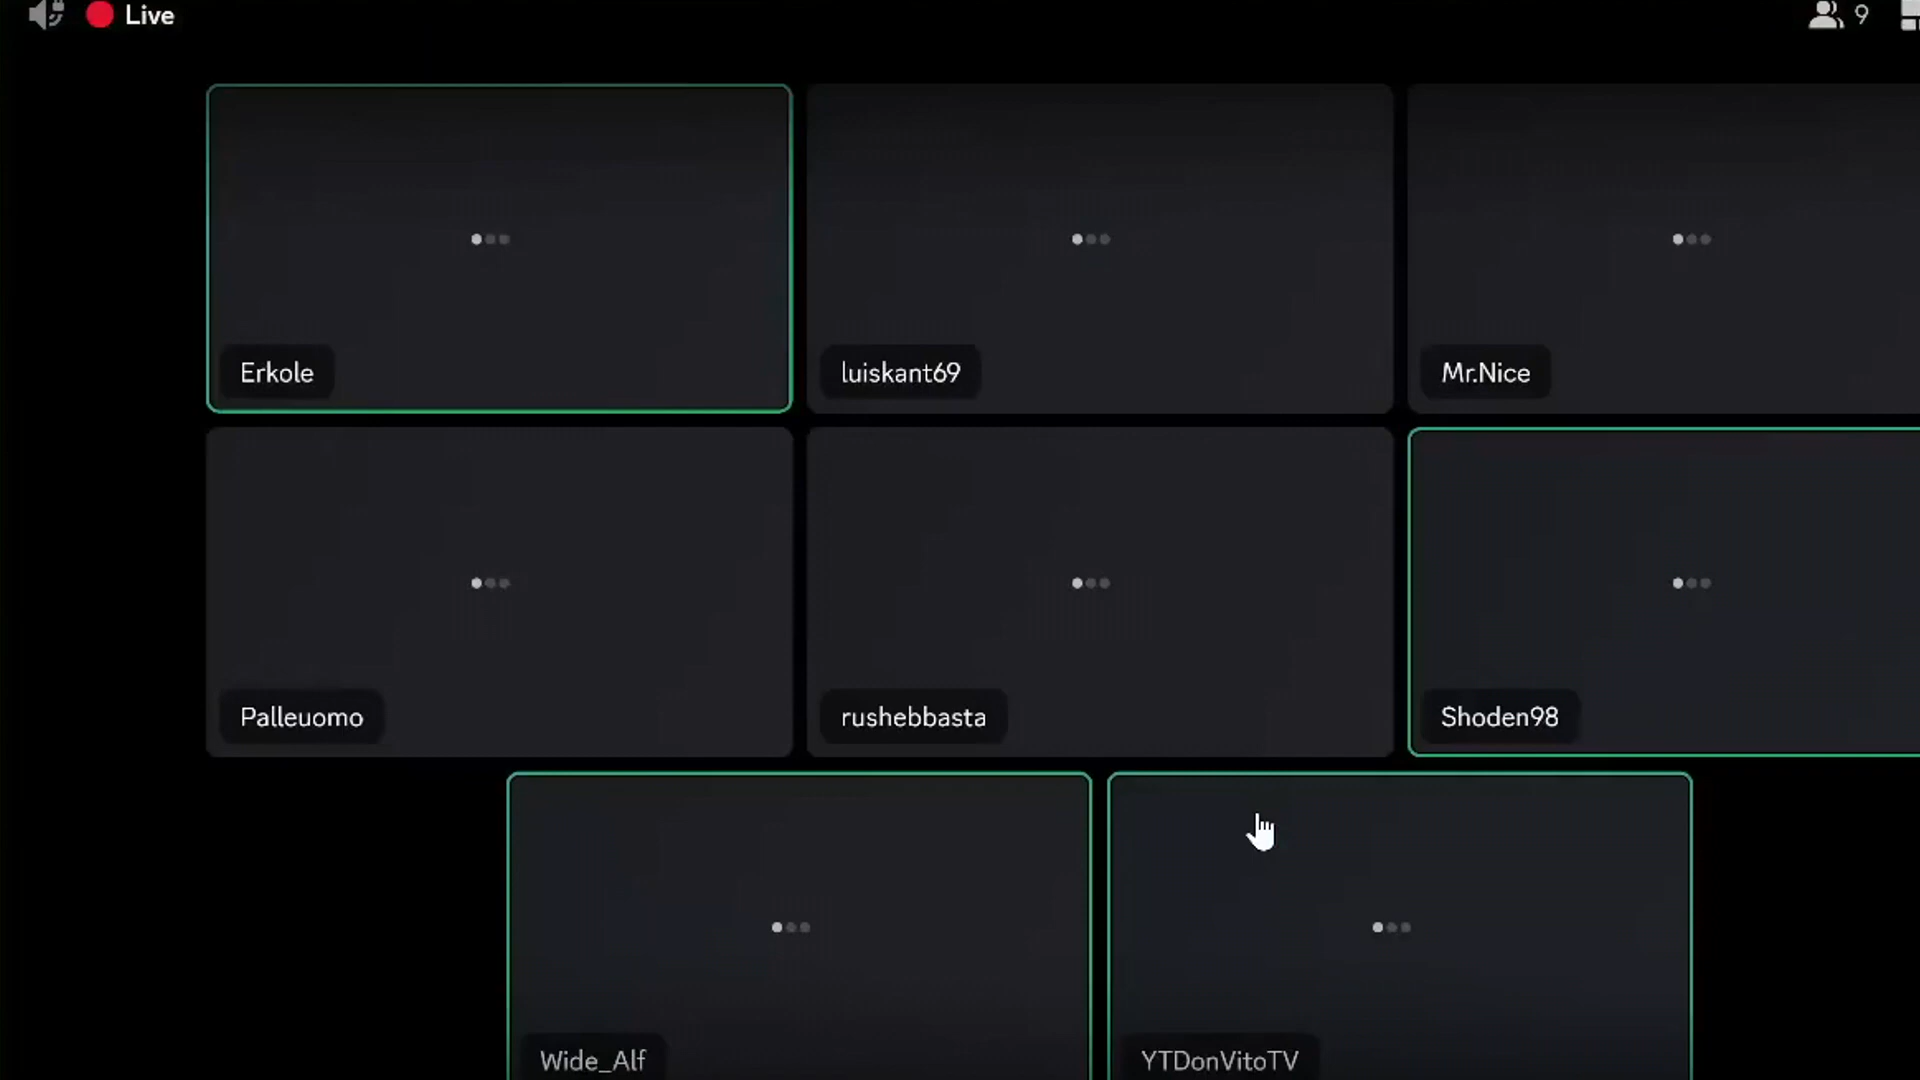 Live
9
Erkole
luiskant69
Mr.Nice
Palleuomo
rushebbasta
Shoden98
Wide_Alf
YTDonVitoTV